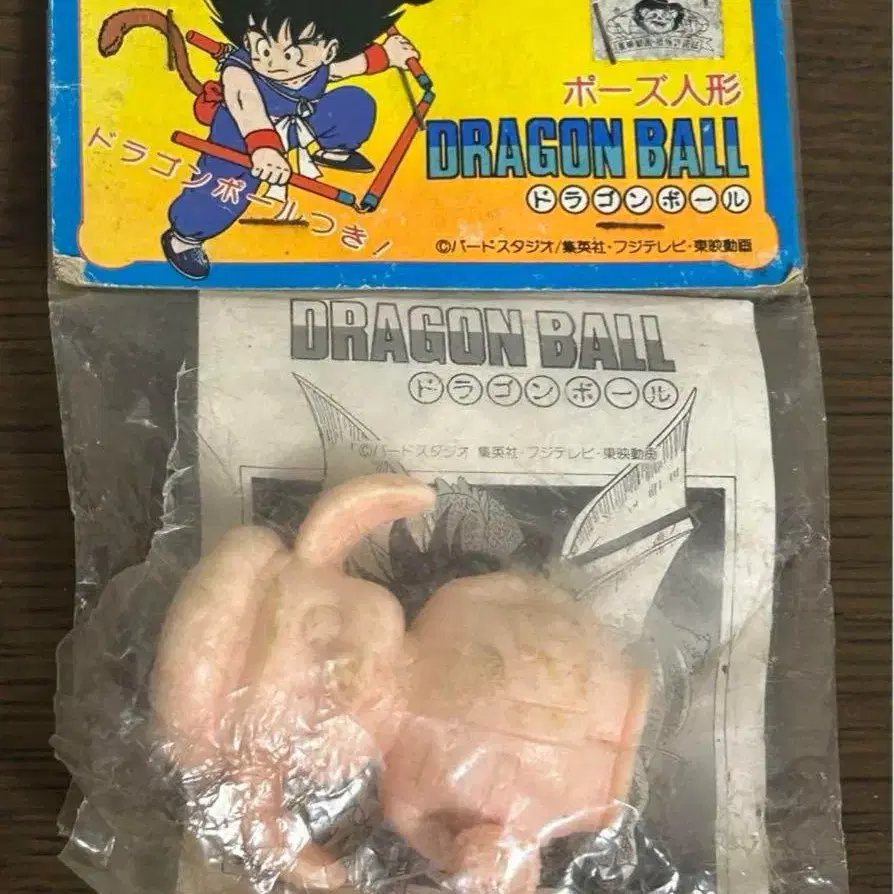 ポーズ人形
DRAGON BALL
ドラゴンボール
ドラゴンボールつき!
©バードスタジオ/集英社・フジテレビ・東映動画
DRAGON BALL
ドラゴンボール
©バードスタジオ 集英社・フジテレビ・東映動画